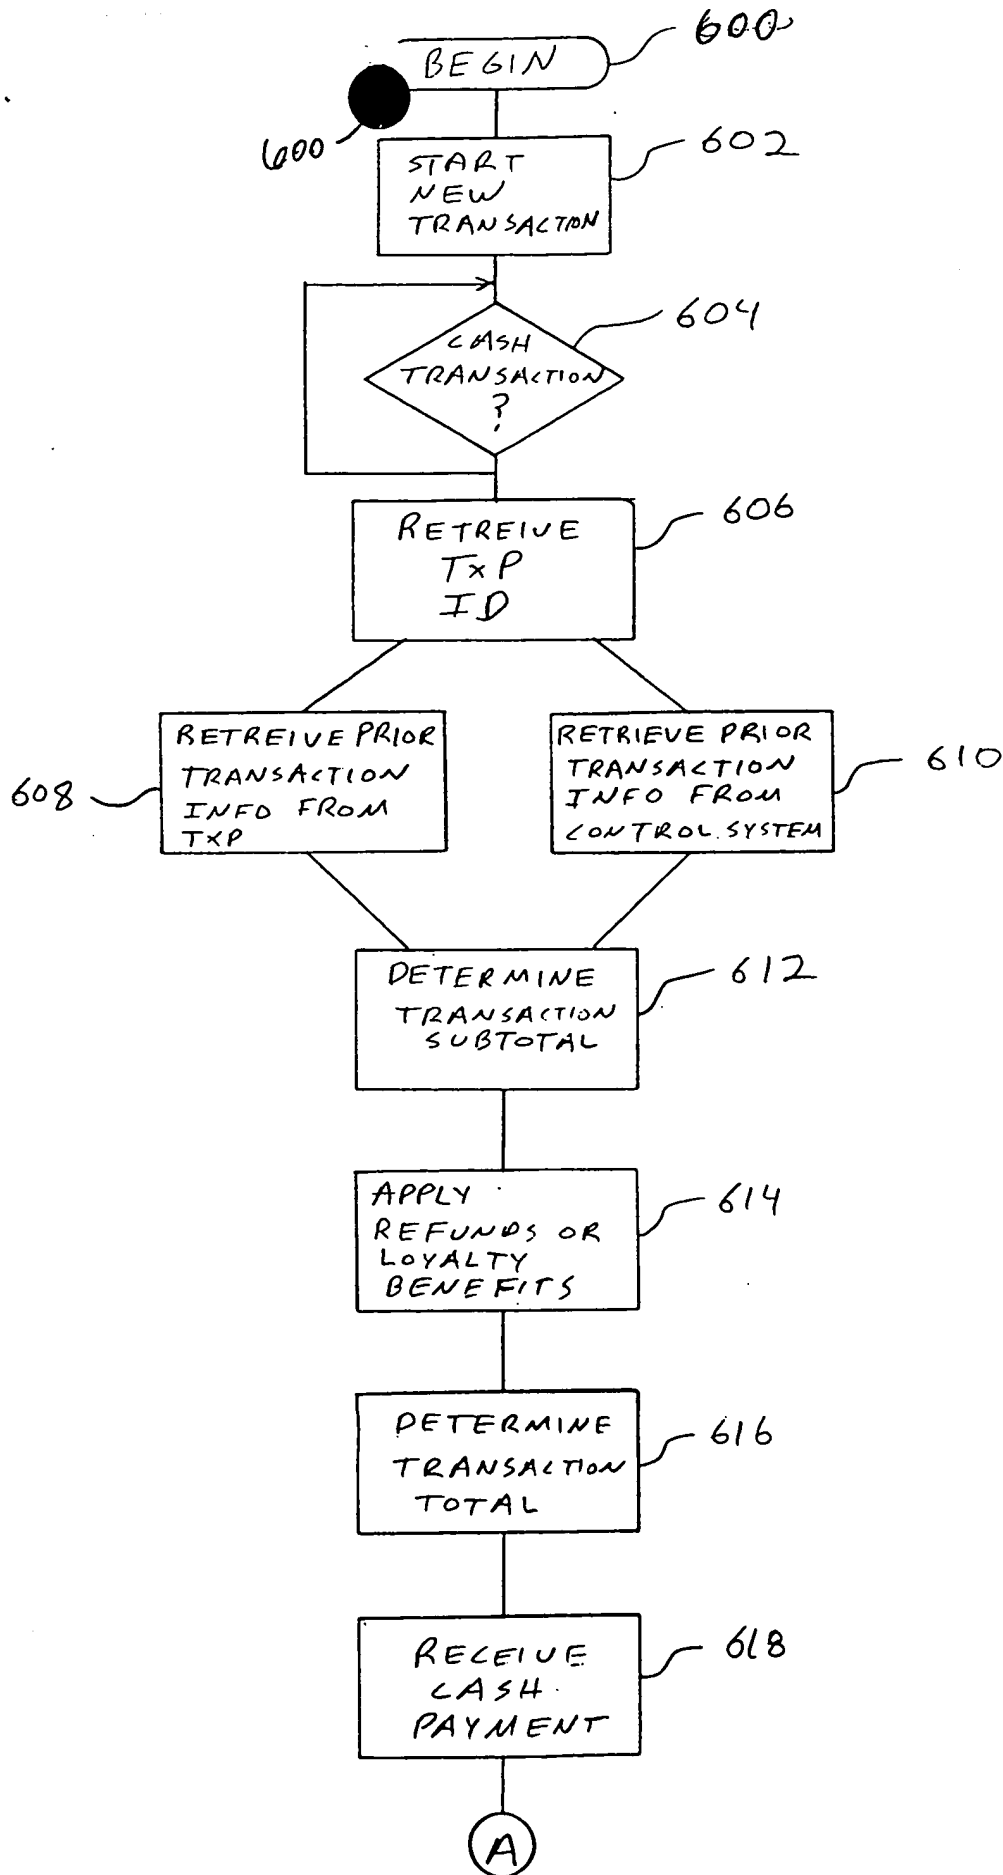 600
BEGIN
600
602
START
NEW
TRANSACTION
604
CASH
TRANSACTION
?
606
RETREIVE
TxP
ID
608
RETREIVE PRIOR
TRANSACTION
INFO FROM
TXP
610
RETRIEVE PRIOR
TRANSACTION
INFO FROM
CONTROL SYSTEM
612
DETERMINE
TRANSACTION
SUBTOTAL
614
APPLY
REFUNDS OR
LOYALTY
BENEFITS
616
DETERMINE
TRANSACTION
TOTAL
618
RECEIVE
CASH
PAYMENT
A